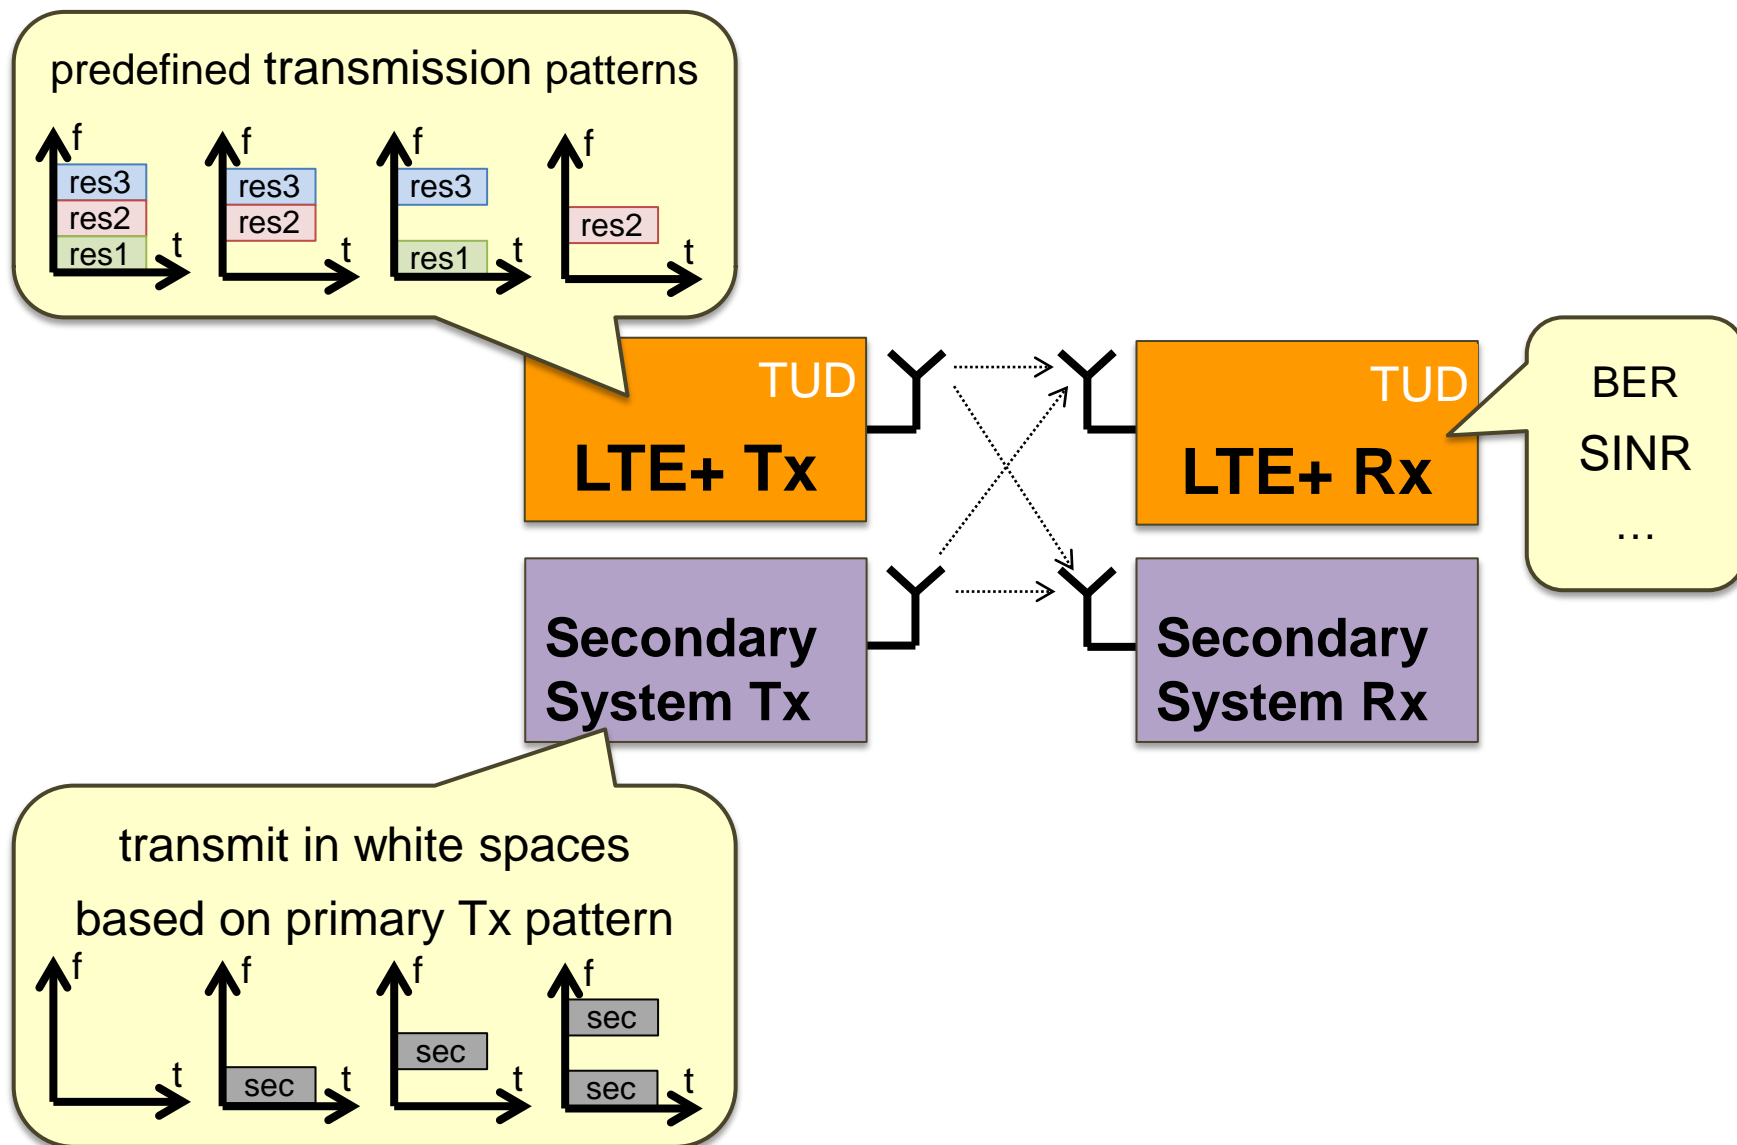 predefined transmission patterns
f
res3
res2
res1
t
f
res3
res2
t
f
res3
res1
t
f
res2
t
TUD
LTE+ Tx
TUD
LTE+ Rx
BER
SINR
...
Secondary
System Tx
Secondary
System Rx
transmit in white spaces
based on primary Tx pattern
f
t
f
sec
t
f
sec
t
f
sec
sec
t